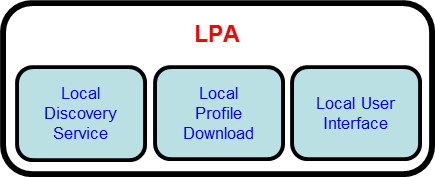 LPA
Local
Discovery
Service
Local
Profile
Download
Local User
Interface